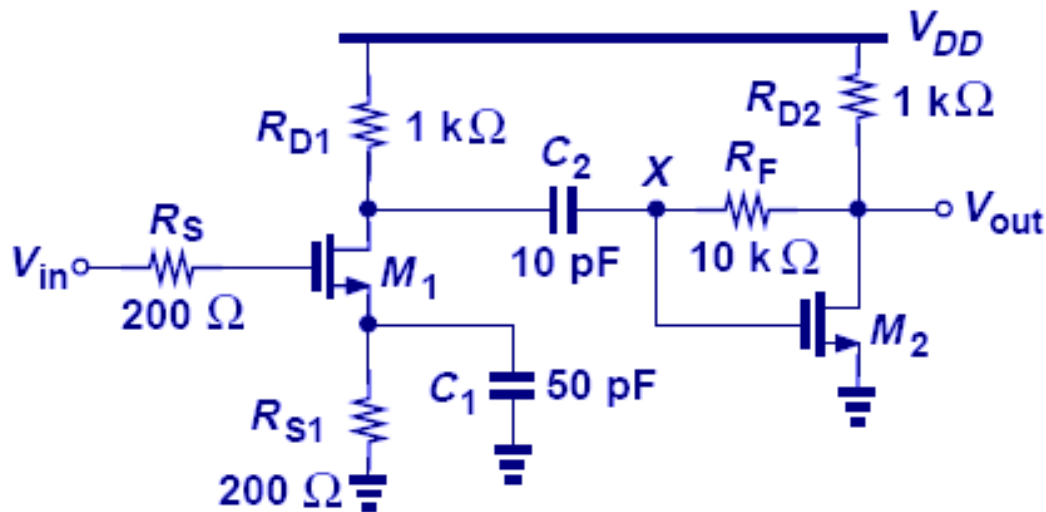 V_DD
R_D1
1 kΩ
R_D2
1 kΩ
C_2
10 pF
X
R_F
10 kΩ
V_out
V_in
R_S
200 Ω
M_1
M_2
R_S1
200 Ω
C_1
50 pF